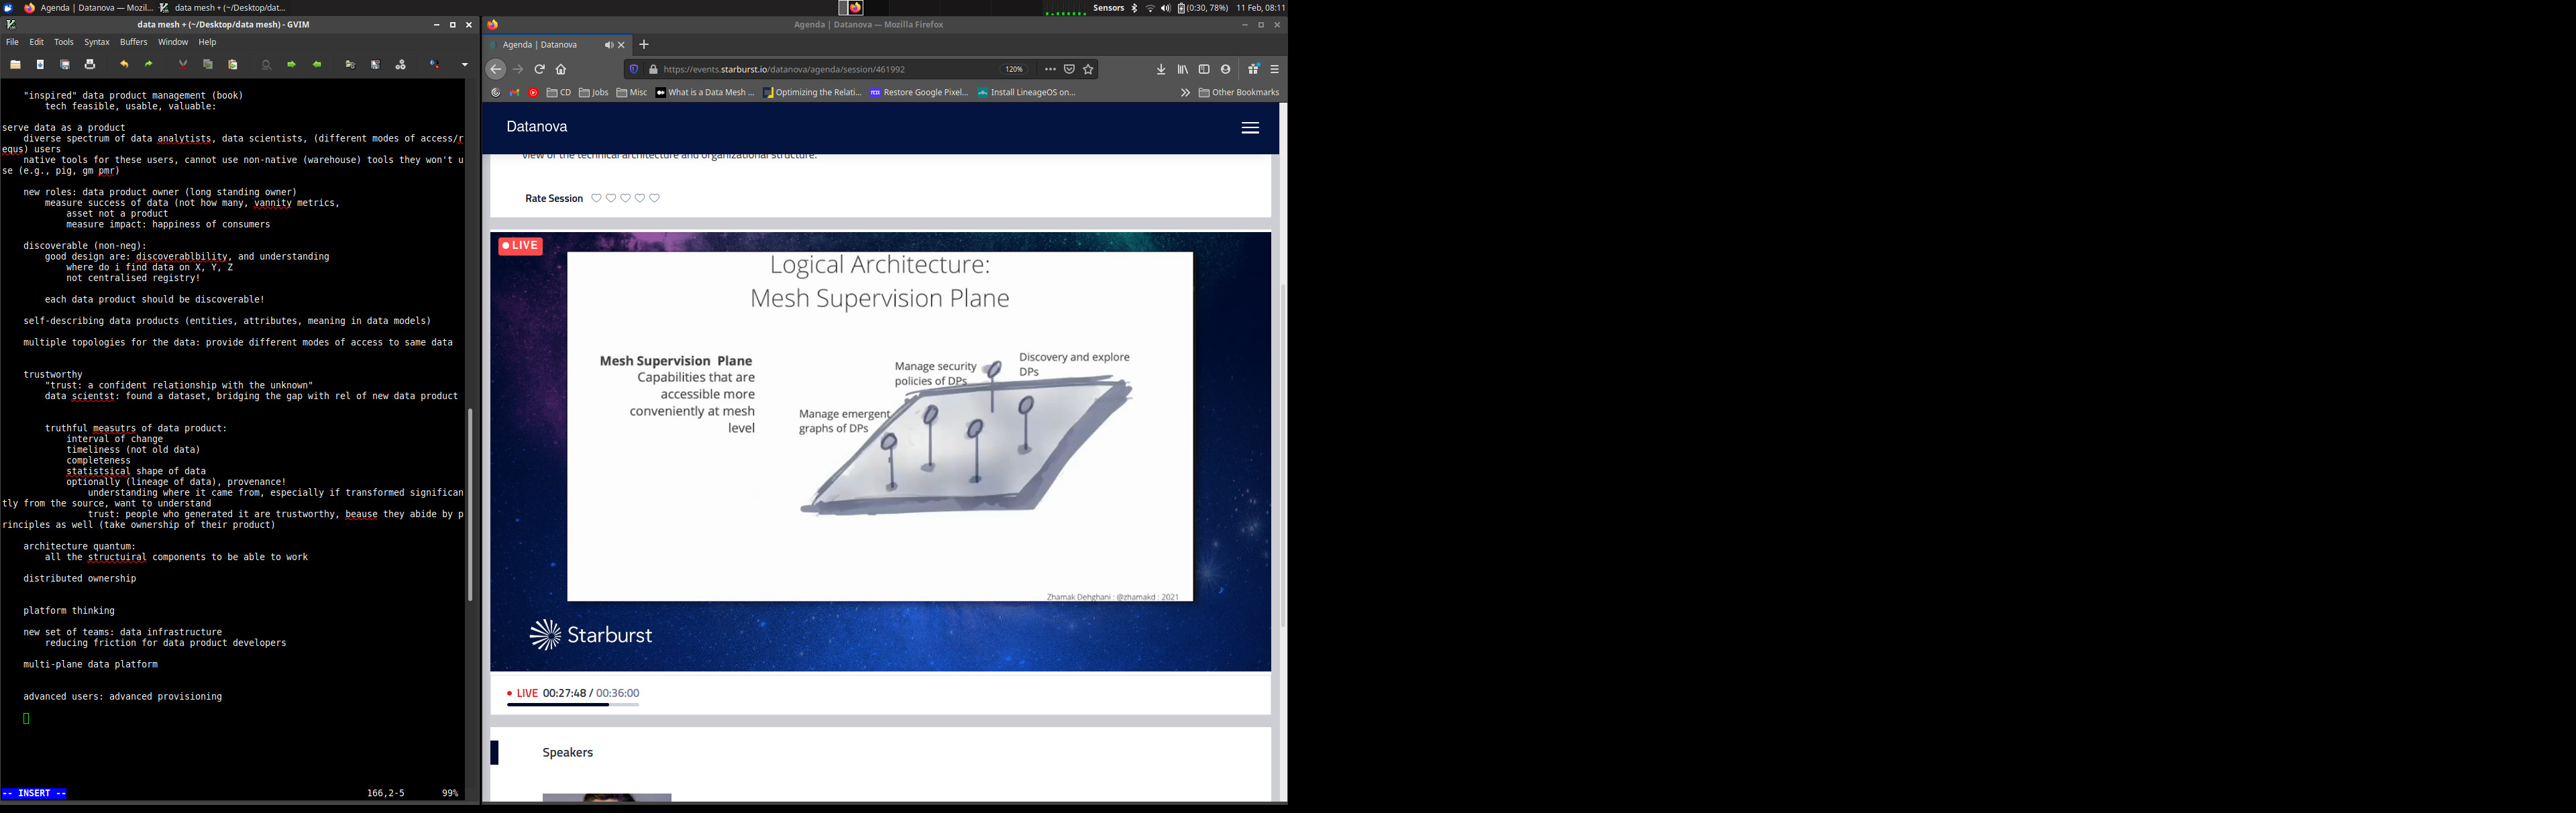 Agenda | Datanova — Mozil...
data mesh + (~/Desktop/dat...
Sensors
(0:30, 78%)
11 Feb, 08:11
data mesh + (~/Desktop/data mesh) - GVIM
File Edit Tools Syntax Buffers Window Help
"inspired" data product management (book)
tech feasible, usable, valuable:
serve data as a product
diverse spectrum of data analytists, data scientists, (different modes of access/r
equs) users
native tools for these users, cannot use non-native (warehouse) tools they won't u
se (e.g., pig, gm pmr)
new roles: data product owner (long standing owner)
measure success of data (not how many, vannity metrics,
asset not a product
measure impact: happiness of consumers
discoverable (non-neg):
good design are: discoverablbility, and understanding
where do i find data on X, Y, Z
not centralised registry!
each data product should be discoverable!
self-describing data products (entities, attributes, meaning in data models)
multiple topologies for the data: provide different modes of access to same data
trustworthy
"trust: a confident relationship with the unknown"
data scientst: found a dataset, bridging the gap with rel of new data product
truthful measutrs of data product:
interval of change
timeliness (not old data)
completeness
statistsical shape of data
optionally (lineage of data), provenance!
understanding where it came from, especially if transformed significan
tly from the source, want to understand
trust: people who generated it are trustworthy, beause they abide by p
rinciples as well (take ownership of their product)
architecture quantum:
all the structuiral components to be able to work
distributed ownership
platform thinking
new set of teams: data infrastructure
reducing friction for data product developers
multi-plane data platform
advanced users: advanced provisioning
-- INSERT --
166,2-5
99%
Agenda | Datanova — Mozilla Firefox
Agenda | Datanova
https://events.starburst.io/datanova/agenda/session/461992
120%
CD
Jobs
Misc
What is a Data Mesh ...
Optimizing the Relati...
Restore Google Pixel...
Install LineageOS on...
Other Bookmarks
Datanova
view of the technical architecture and organizational structure.
Rate Session
LIVE
Logical Architecture:
Mesh Supervision Plane
Mesh Supervision Plane
Capabilities that are
accessible more
conveniently at mesh
level
Manage security
policies of DPs
Discovery and explore
DPs
Manage emergent
graphs of DPs
Zhamak Dehghani : @zhamakd : 2021
Starburst
LIVE 00:27:48 / 00:36:00
Speakers